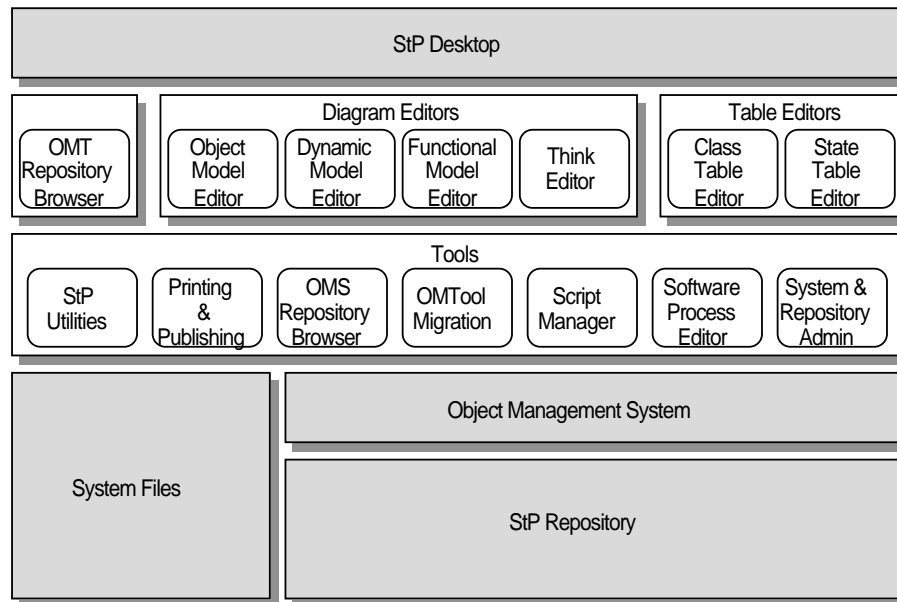 StP Desktop
Diagram Editors
Table Editors
OMT
Repository
Browser
Object
Model
Editor
Dynamic
Model
Editor
Functional
Model
Editor
Think
Editor
Class
Table
Editor
State
Table
Editor
Tools
StP
Utilities
Printing
&
Publishing
OMS
Repository
Browser
OMTool
Migration
Script
Manager
Software
Process
Editor
System &
Repository
Admin
System Files
Object Management System
StP Repository